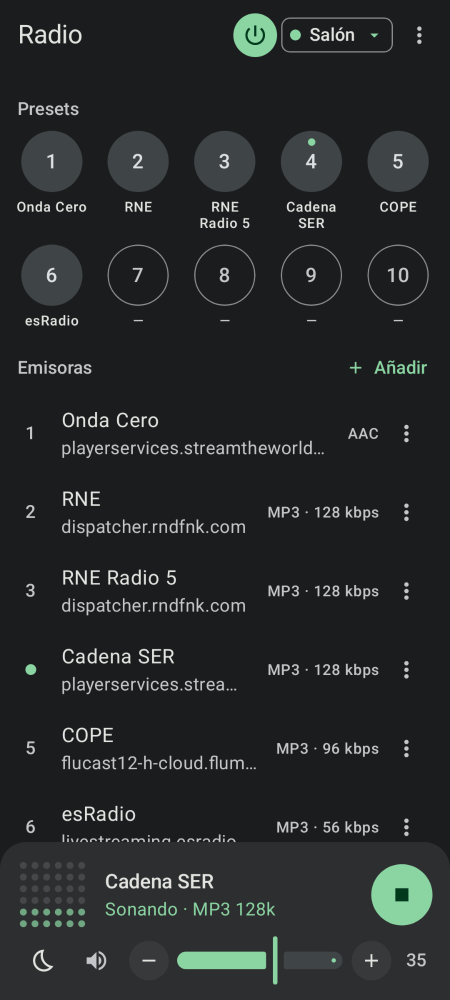 Radio
Salón
Presets
1 2 3 4 5
Onda Cero RNE RNE Cadena COPE
Radio 5 SER
6 7 8 9 10
esRadio – – – –
Emisoras + Añadir
1 Onda Cero AAC
playerservices.streamtheworld...
2 RNE MP3 · 128 kbps
dispatcher.rndfnk.com
3 RNE Radio 5 MP3 · 128 kbps
dispatcher.rndfnk.com
Cadena SER MP3 · 128 kbps
playerservices.strea...
5 COPE MP3 · 96 kbps
flucast12-h-cloud.flum...
6 esRadio MP3 · 56 kbps
livestreaming.esradio
Cadena SER
Sonando · MP3 128k
− + 35